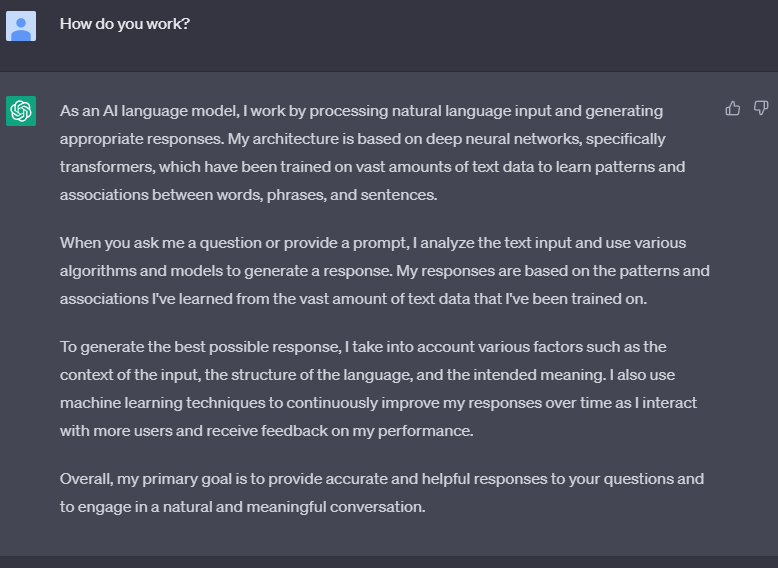 How do you work?
As an AI language model, I work by processing natural language input and generating
appropriate responses. My architecture is based on deep neural networks, specifically
transformers, which have been trained on vast amounts of text data to learn patterns and
associations between words, phrases, and sentences.
When you ask me a question or provide a prompt, I analyze the text input and use various
algorithms and models to generate a response. My responses are based on the patterns and
associations I've learned from the vast amount of text data that I've been trained on.
To generate the best possible response, I take into account various factors such as the
context of the input, the structure of the language, and the intended meaning. I also use
machine learning techniques to continuously improve my responses over time as I interact
with more users and receive feedback on my performance.
Overall, my primary goal is to provide accurate and helpful responses to your questions and
to engage in a natural and meaningful conversation.